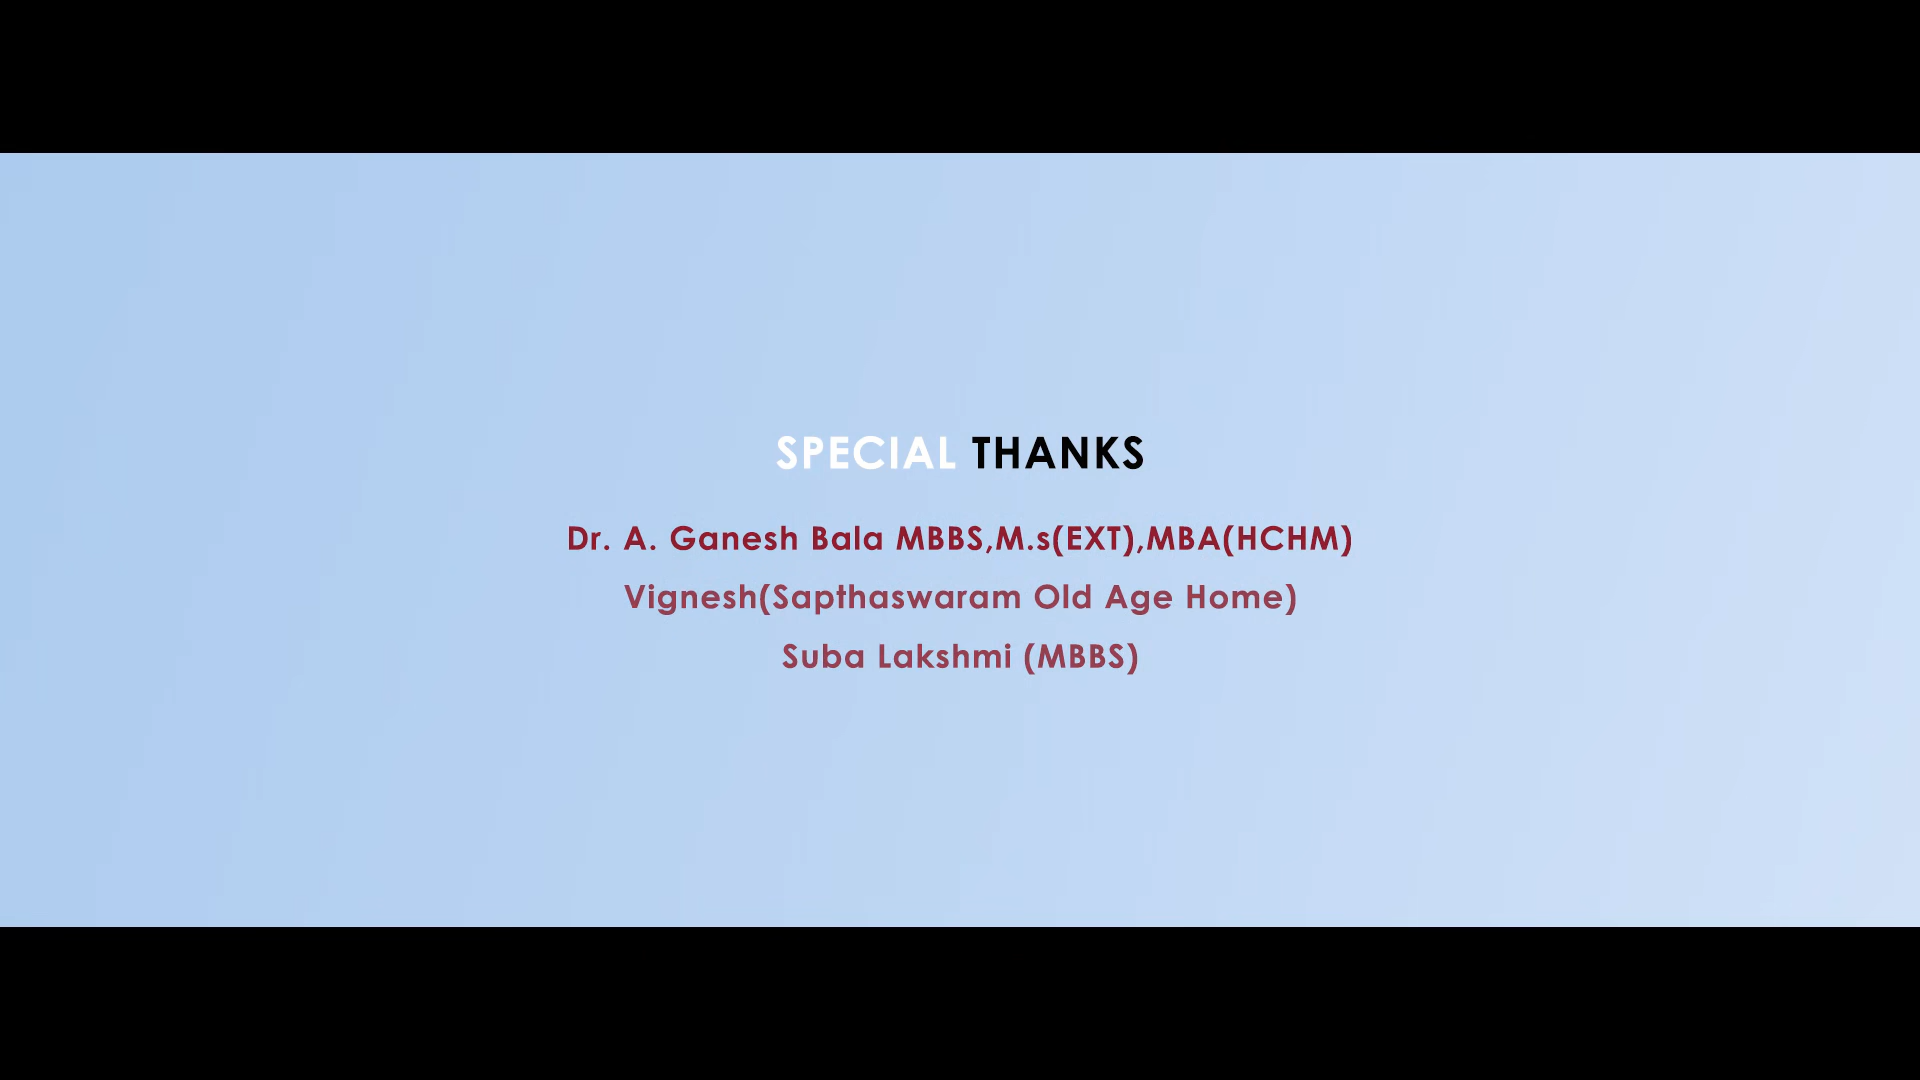 SPECIAL THANKS
Dr. A. Ganesh Bala MBBS,M.s(EXT),MBA(HCHM)
Vignesh(Sapthaswaram Old Age Home)
Suba Lakshmi (MBBS)